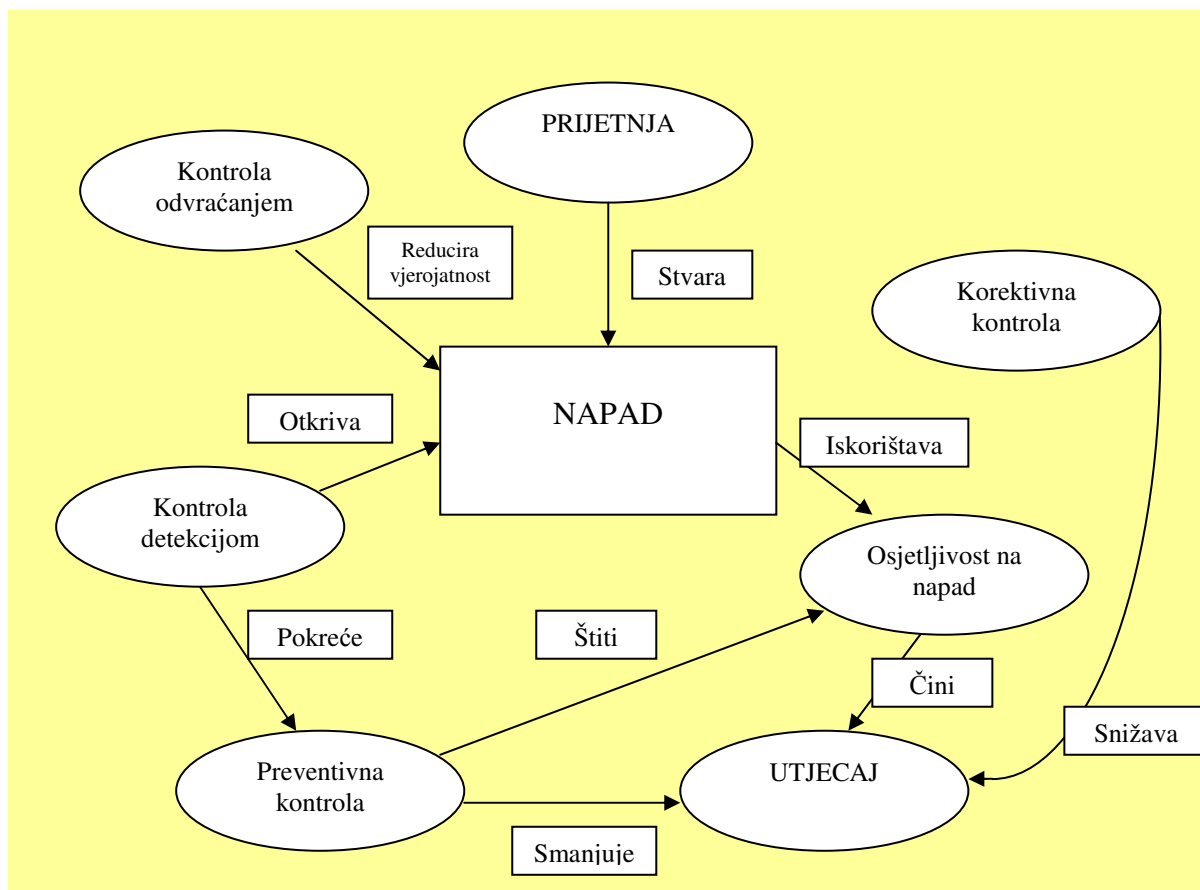 PRIJETNJA
Kontrola
odvraćanjem
Reducira
vjerojatnost
Stvara
Korektivna
kontrola
NAPAD
Otkriva
Iskorištava
Kontrola
detekcijom
Osjetljivost na
napad
Pokreće
Štiti
Čini
Snižava
Preventivna
kontrola
UTJECAJ
Smanjuje